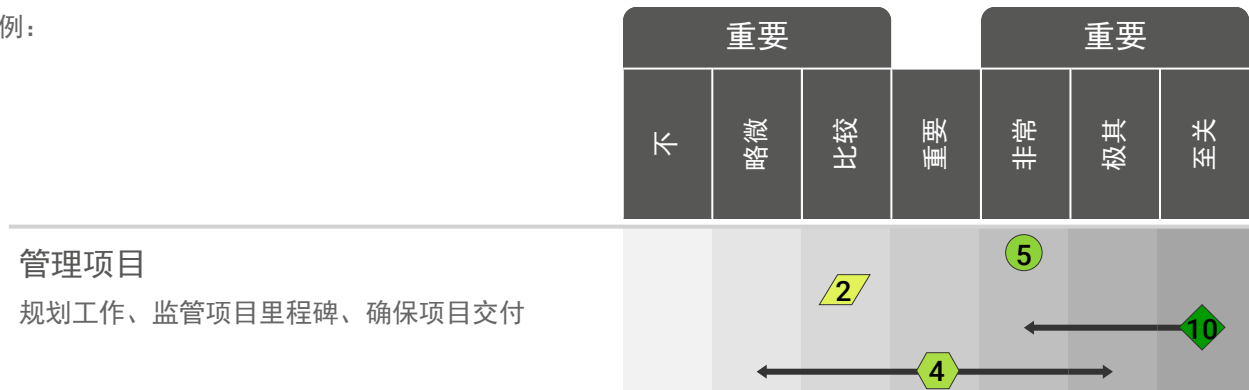 例：
重要 重要
不 略微 比较 重要 非常 极其 至关
管理项目
5
2
规划工作、监管项目里程碑、确保项目交付
10
4